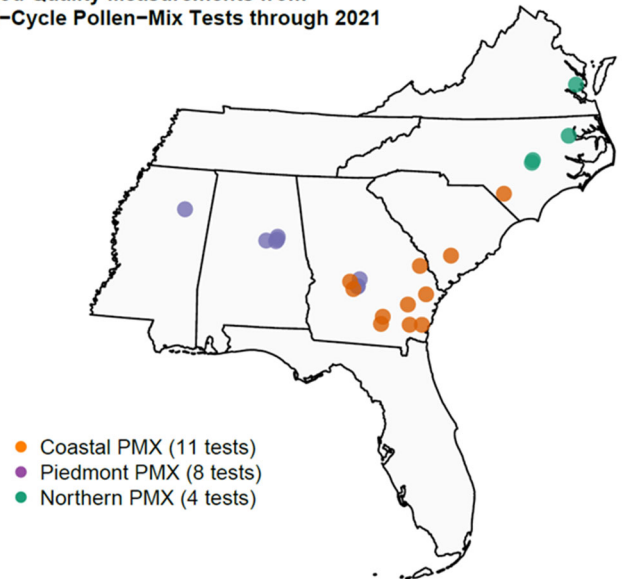 −Cycle Pollen−Mix Tests through 2021
Coastal PMX (11 tests)
Piedmont PMX (8 tests)
Northern PMX (4 tests)